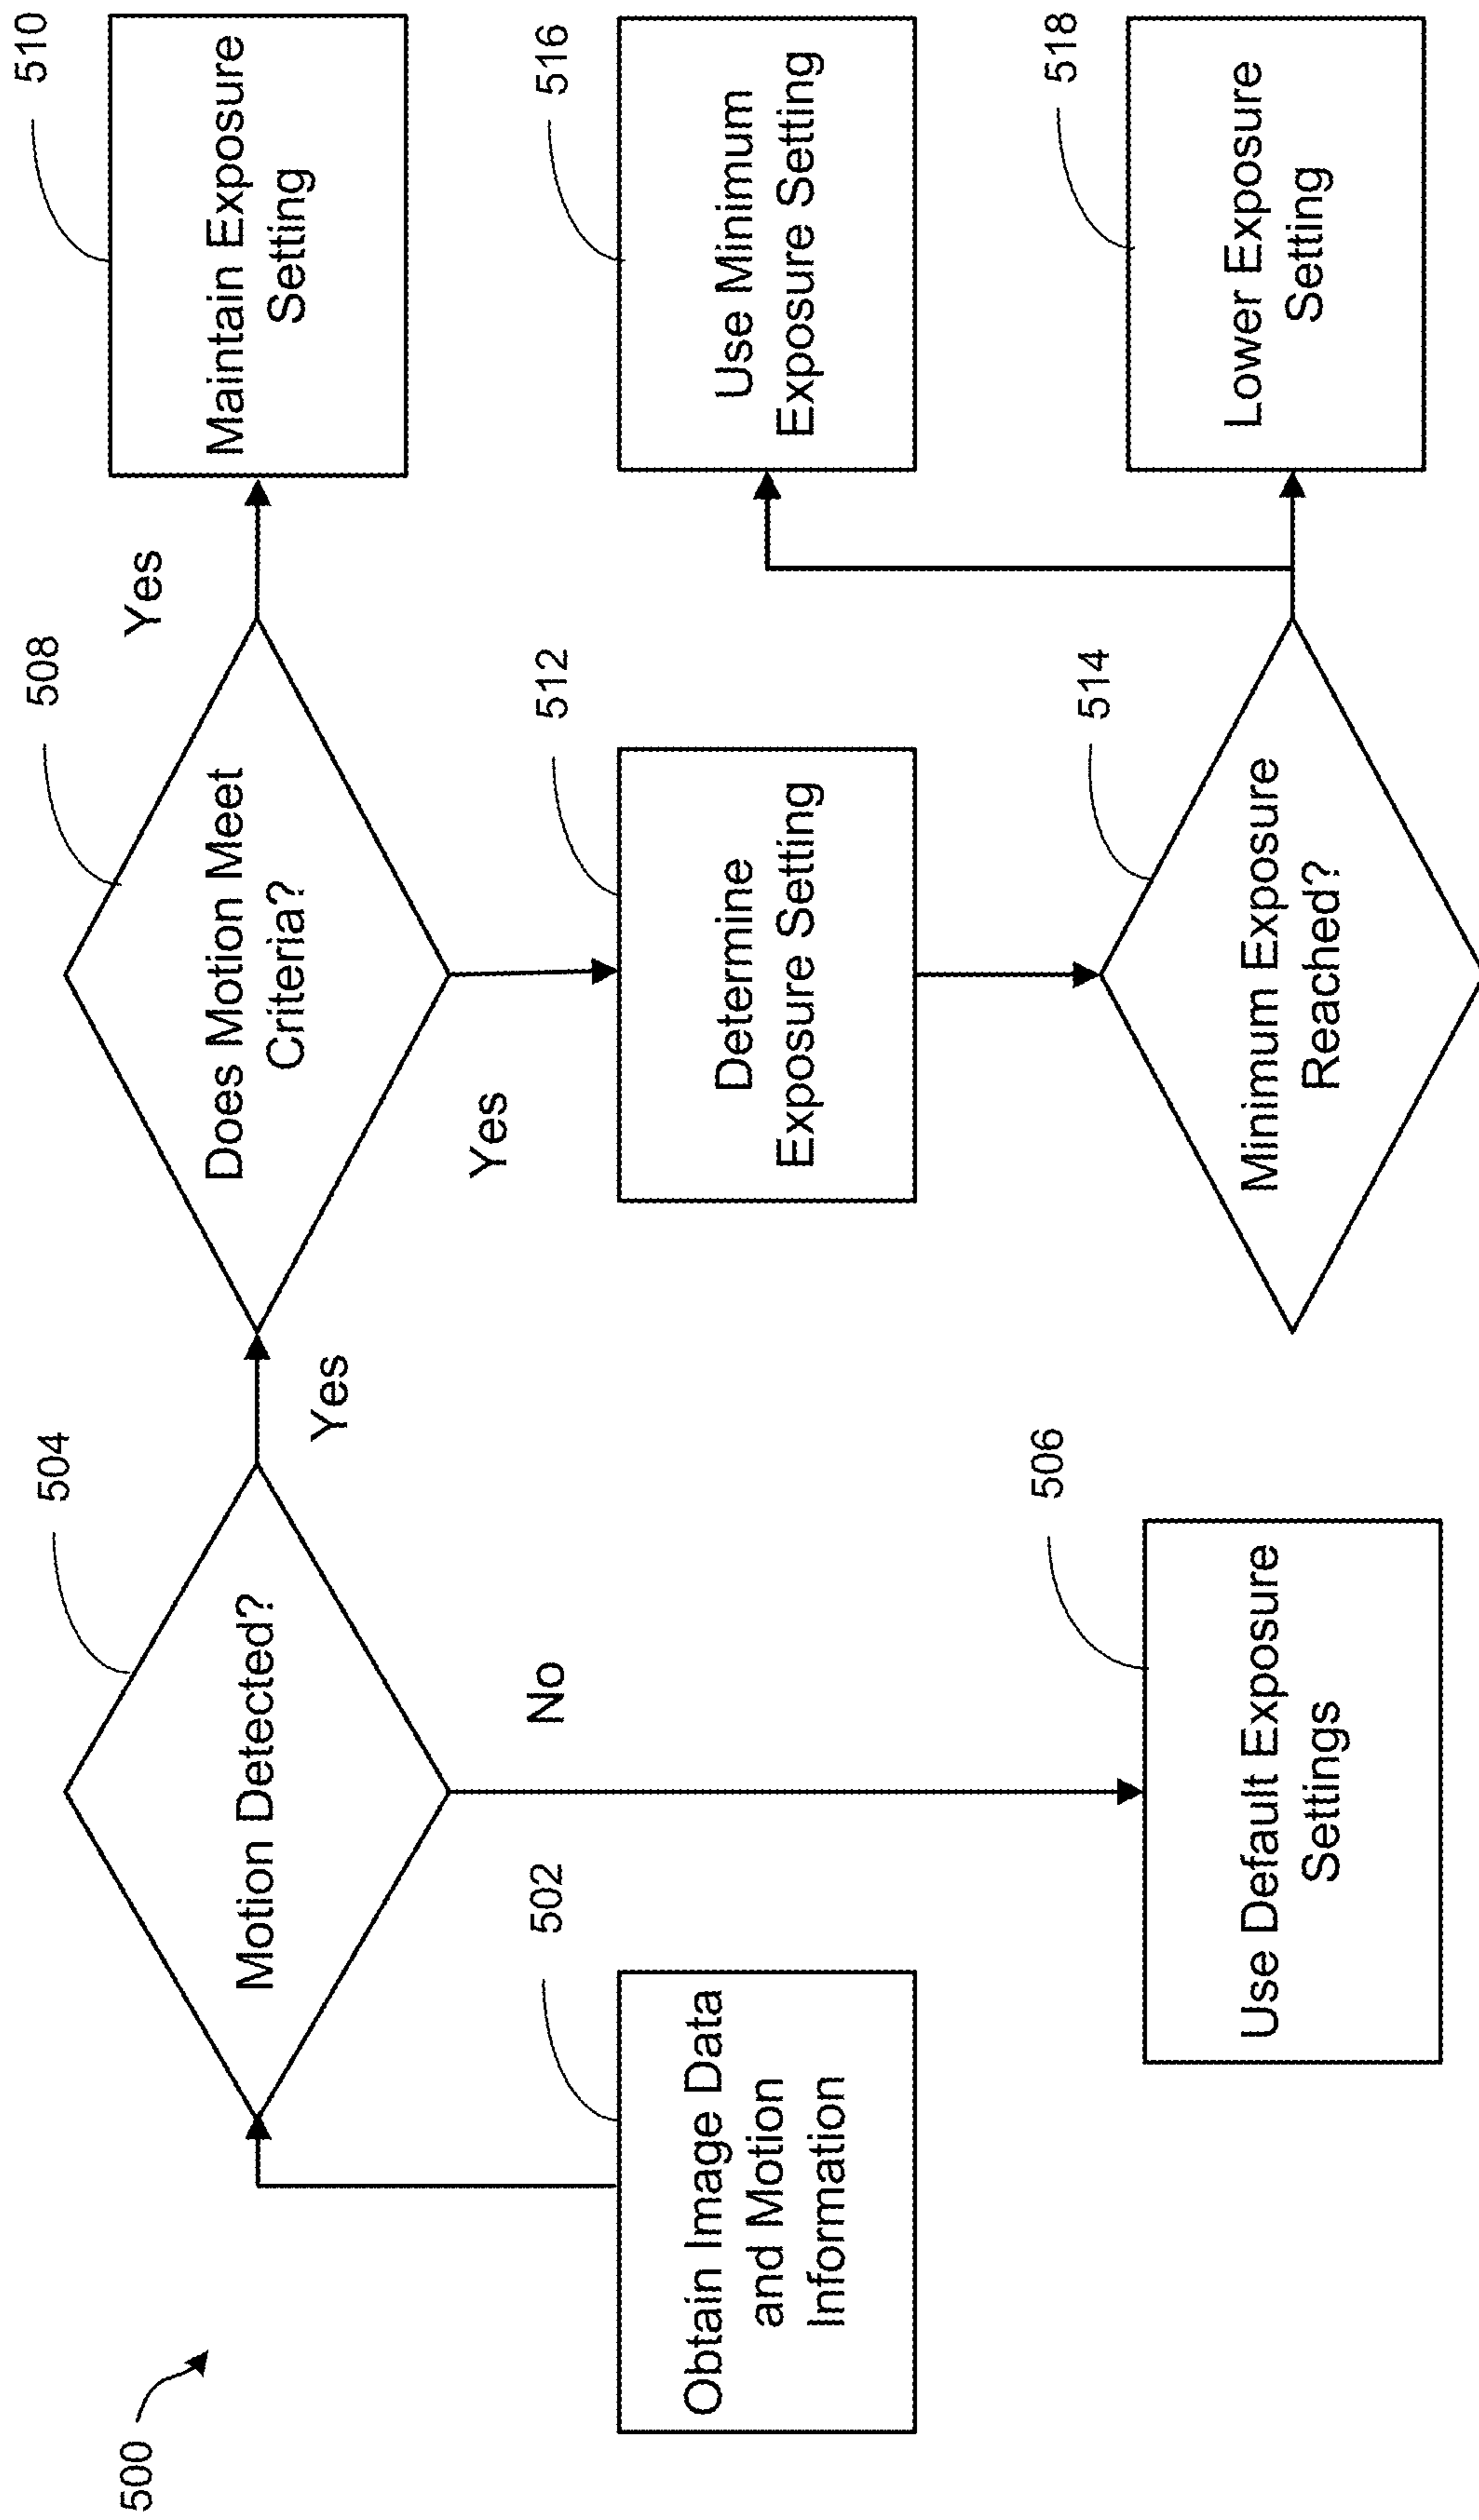 500
502
Obtain Image Data
and Motion
Information
504
Motion Detected?
Yes
No
506
Use Default Exposure
Settings
508
Does Motion Meet
Criteria?
Yes
Yes
510
Maintain Exposure
Setting
512
Determine
Exposure Setting
514
Minimum Exposure
Reached?
516
Use Minimum
Exposure Setting
518
Lower Exposure
Setting